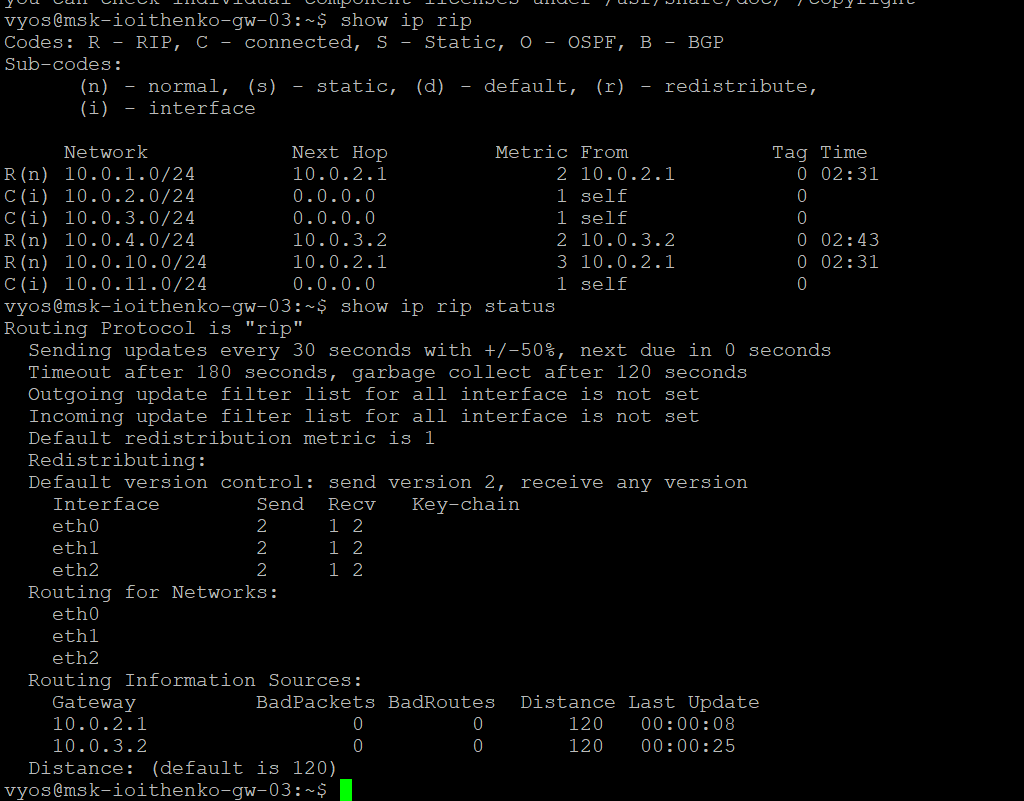 you can check individual component licenses under /usr/share/doc/*/copyright
vyos@msk-ioithenko-gw-03:~$ show ip rip
Codes: R - RIP, C - connected, S - Static, O - OSPF, B - BGP
Sub-codes:
      (n) - normal, (s) - static, (d) - default, (r) - redistribute,
      (i) - interface
     Network            Next Hop         Metric From            Tag Time
R(n) 10.0.1.0/24        10.0.2.1              2 10.0.2.1          0 02:31
C(i) 10.0.2.0/24        0.0.0.0               1 self              0
C(i) 10.0.3.0/24        0.0.0.0               1 self              0
R(n) 10.0.4.0/24        10.0.3.2              2 10.0.3.2          0 02:43
R(n) 10.0.10.0/24       10.0.2.1              3 10.0.2.1          0 02:31
C(i) 10.0.11.0/24       0.0.0.0               1 self              0
vyos@msk-ioithenko-gw-03:~$ show ip rip status
Routing Protocol is "rip"
  Sending updates every 30 seconds with +/-50%, next due in 0 seconds
  Timeout after 180 seconds, garbage collect after 120 seconds
  Outgoing update filter list for all interface is not set
  Incoming update filter list for all interface is not set
  Default redistribution metric is 1
  Redistributing:
  Default version control: send version 2, receive any version
    Interface        Send  Recv   Key-chain
    eth0             2     1 2
    eth1             2     1 2
    eth2             2     1 2
  Routing for Networks:
    eth0
    eth1
    eth2
  Routing Information Sources:
    Gateway          BadPackets BadRoutes  Distance Last Update
    10.0.2.1                 0         0       120   00:00:08
    10.0.3.2                 0         0       120   00:00:25
  Distance: (default is 120)
vyos@msk-ioithenko-gw-03:~$